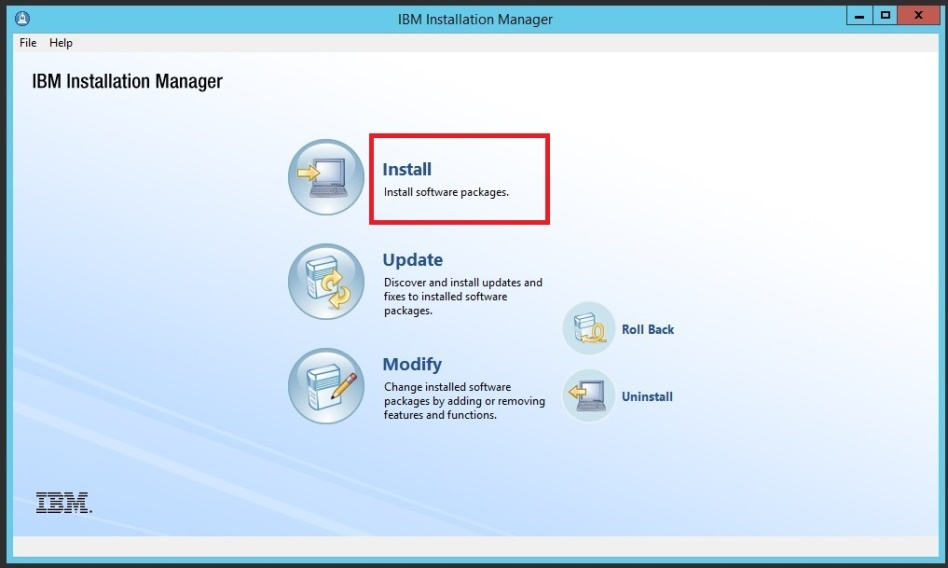 IBM Installation Manager
File Help
IBM Installation Manager
Install
Install software packages.
Update
Discover and install updates and
fixes to installed software
packages.
Roll Back
Modify
Change installed software
packages by adding or removing
features and functions.
Uninstall
IBM.